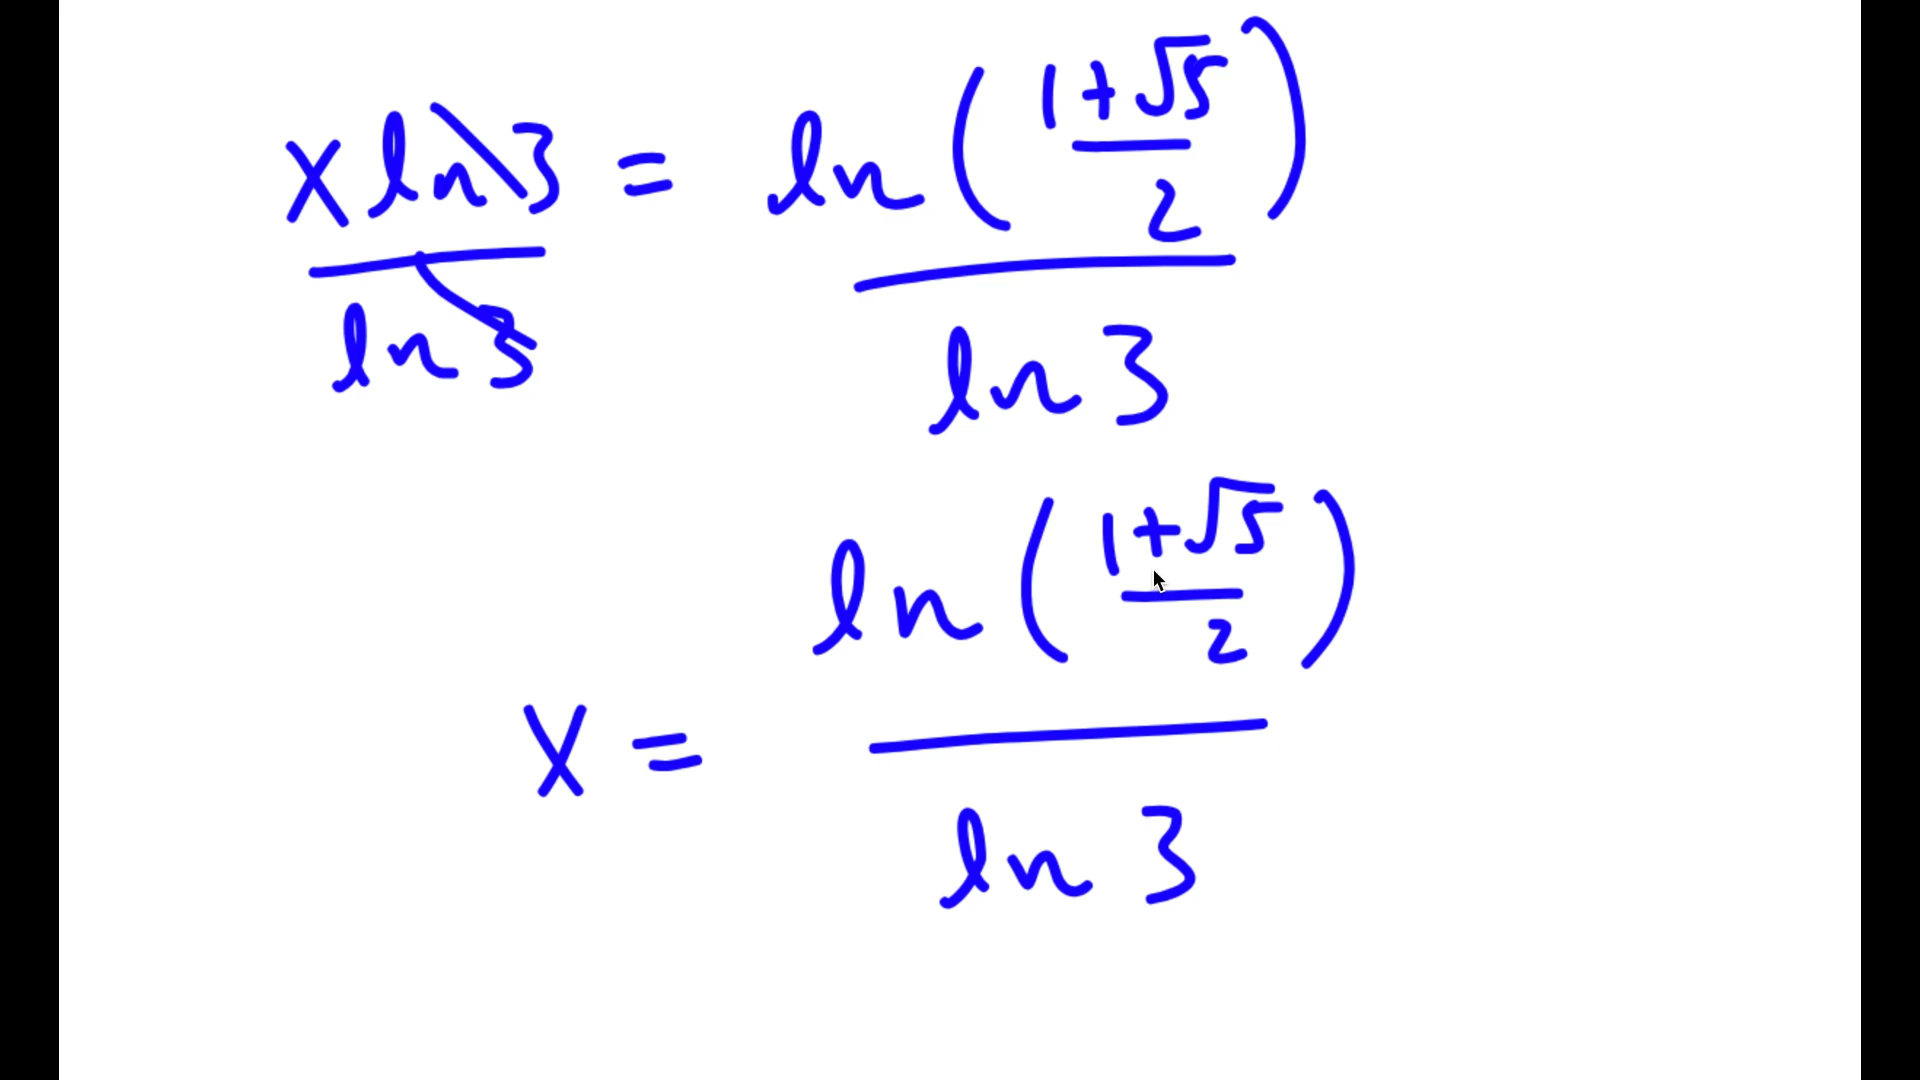 x ln 3 / ln 3 = ln((1+√5)/2) / ln 3
x = ln((1+√5)/2) / ln 3